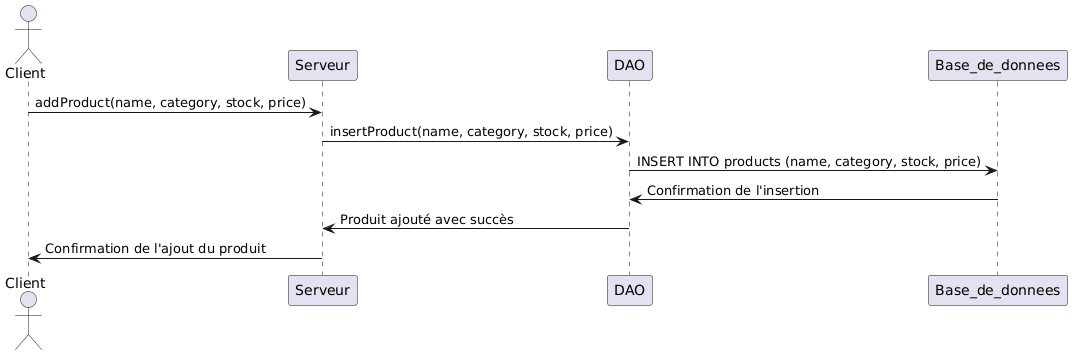 Client
Serveur
DAO
Base_de_donnees
addProduct(name, category, stock, price)
insertProduct(name, category, stock, price)
INSERT INTO products (name, category, stock, price)
Confirmation de l'insertion
Produit ajouté avec succès
Confirmation de l'ajout du produit
Client
Serveur
DAO
Base_de_donnees